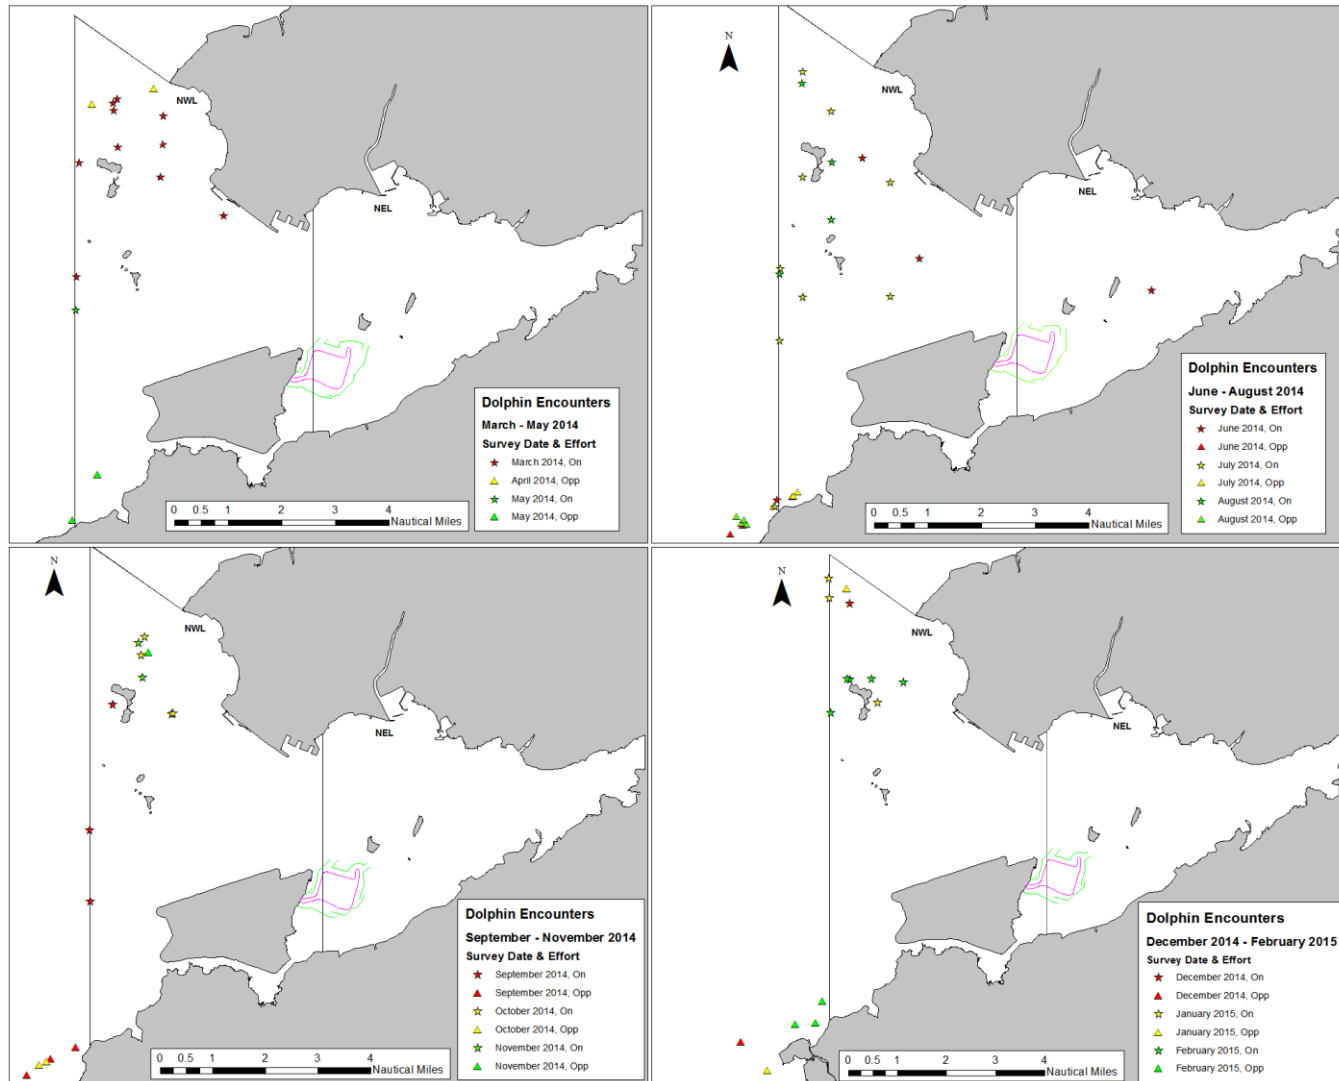 NWL
NEL
Dolphin Encounters
March - May 2014
Survey Date & Effort
March 2014, On
April 2014, Opp
May 2014, On
May 2014, Opp
0 0.5 1 2 3 4
Nautical Miles
N
NWL
NEL
Dolphin Encounters
June - August 2014
Survey Date & Effort
June 2014, On
June 2014, Opp
July 2014, On
July 2014, Opp
August 2014, On
August 2014, Opp
0 0.5 1 2 3 4
Nautical Miles
N
NWL
NEL
Dolphin Encounters
September - November 2014
Survey Date & Effort
September 2014, On
September 2014, Opp
October 2014, On
October 2014, Opp
November 2014, On
November 2014, Opp
0 0.5 1 2 3 4
Nautical Miles
N
NWL
NEL
Dolphin Encounters
December 2014 - February 2015
Survey Date & Effort
December 2014, On
December 2014, Opp
January 2015, On
January 2015, Opp
February 2015, On
February 2015, Opp
0 0.5 1 2 3 4
Nautical Miles